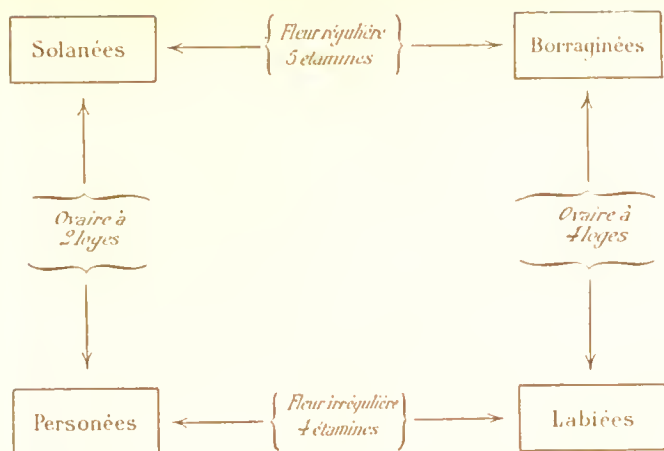 Solanées
Fleur régulière
5 étamines
Borraginées
Ovaire à
2 loges
Ovaire à
4 loges
Personées
Fleur irrégulière
4 étamines
Labiées